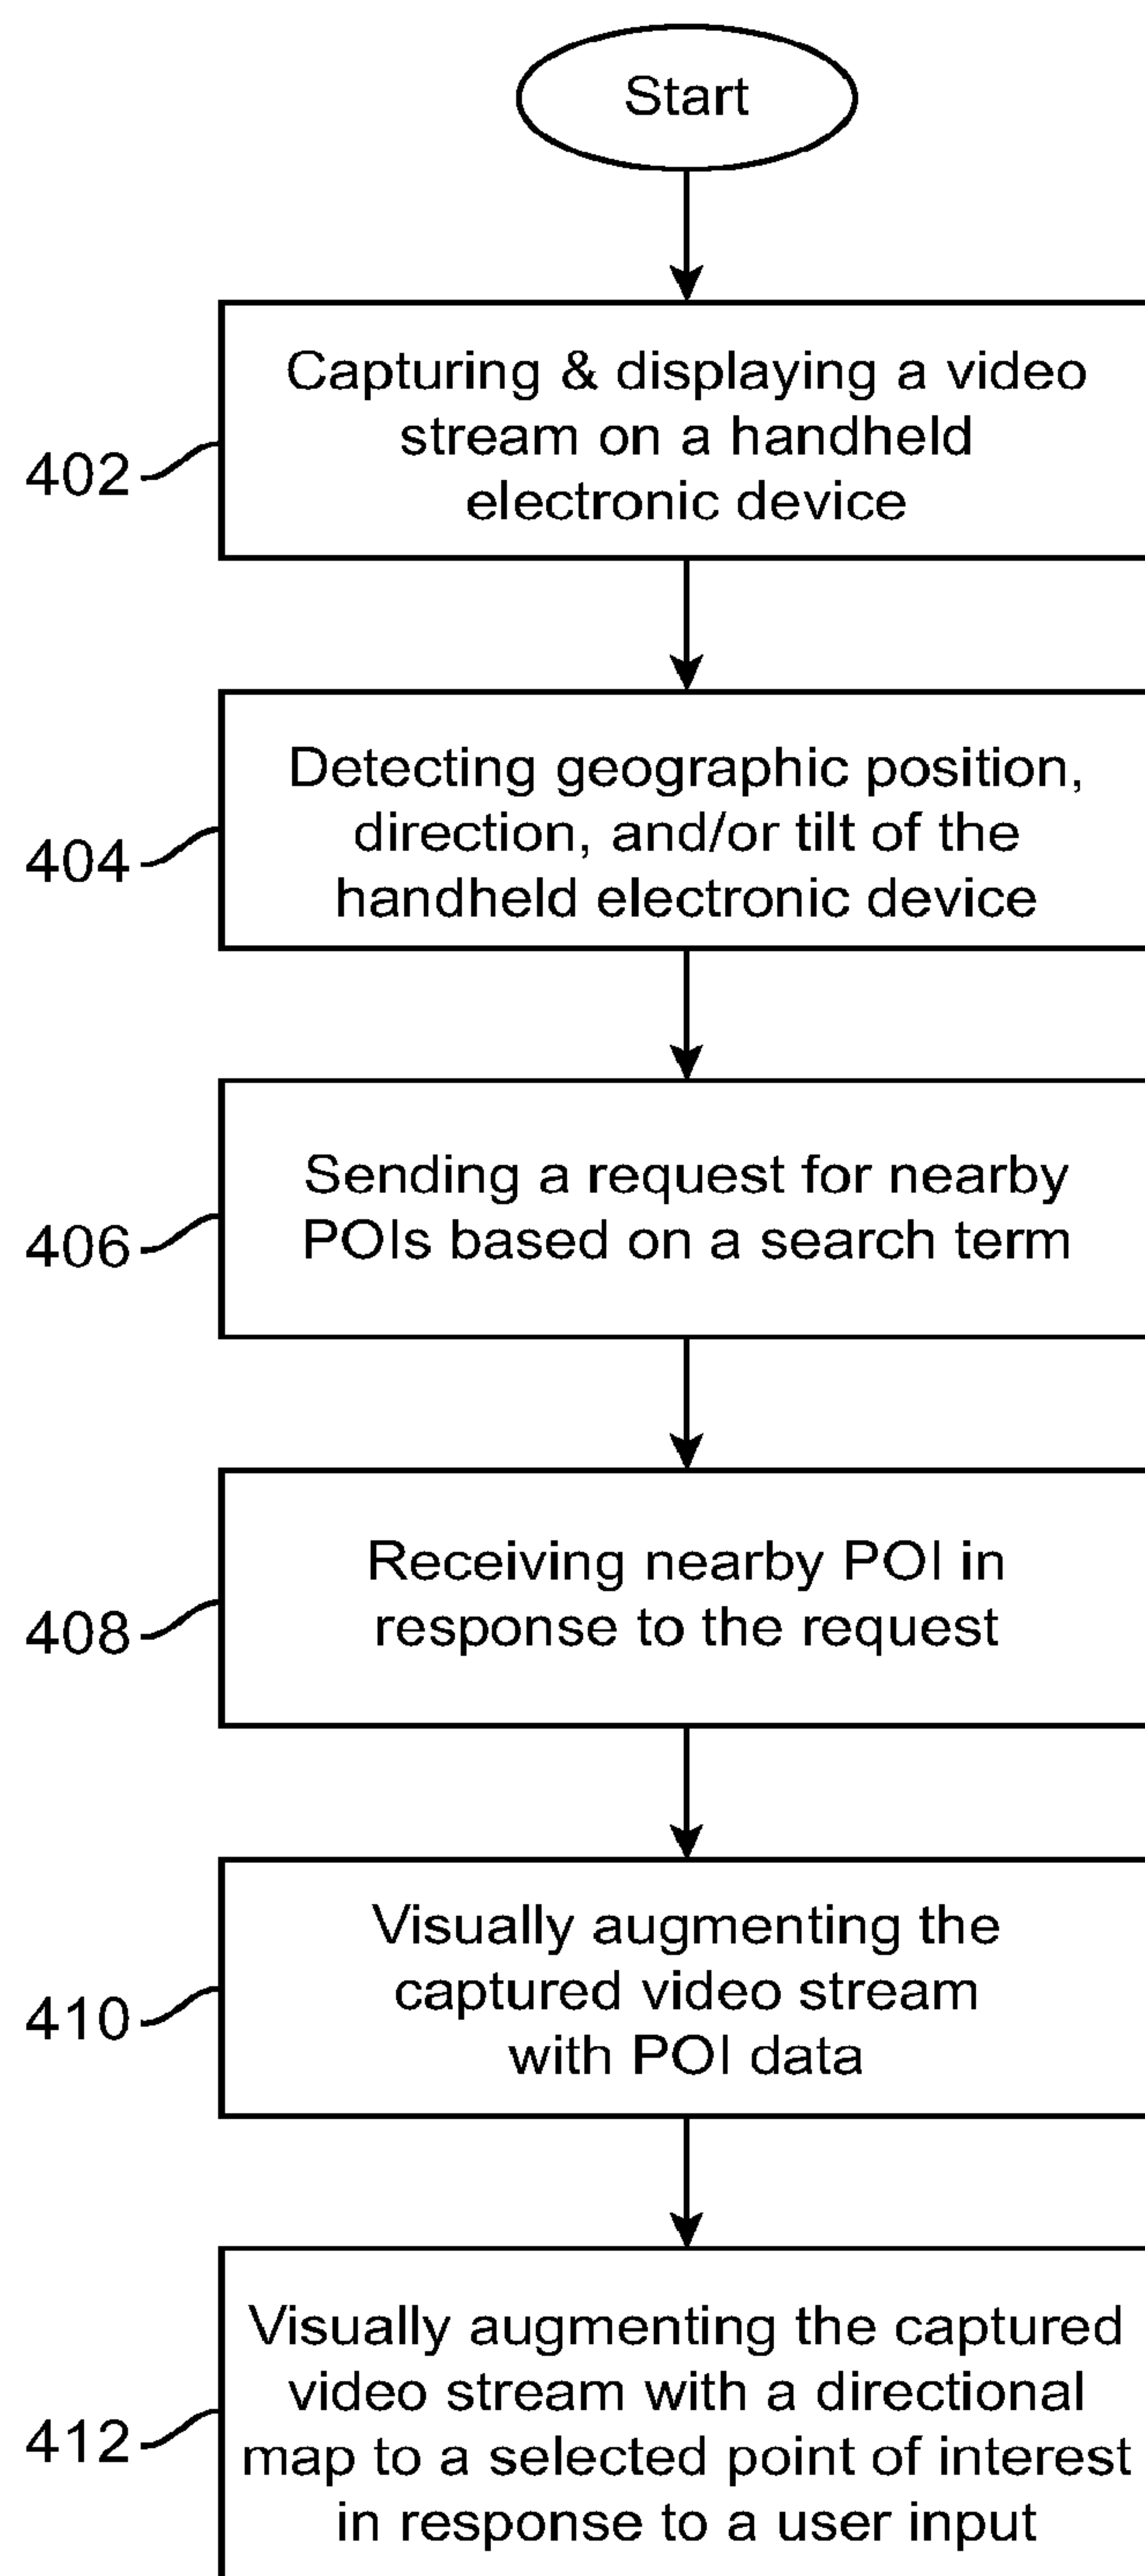 Start
Capturing & displaying a video
stream on a handheld
electronic device
402
Detecting geographic position,
direction, and/or tilt of the
handheld electronic device
404
Sending a request for nearby
POIs based on a search term
406
Receiving nearby POI in
response to the request
408
Visually augmenting the
captured video stream
with POI data
410
Visually augmenting the captured
video stream with a directional
map to a selected point of interest
in response to a user input
412